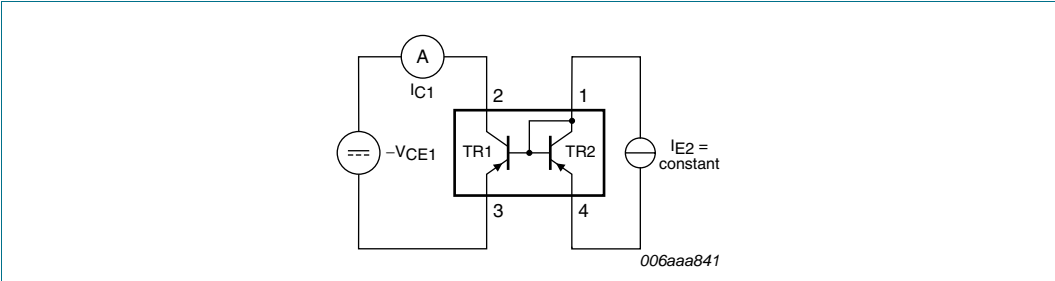 A
IC1
2
1
–VCE1
TR1
TR2
IE2 =
constant
3
4
006aaa841